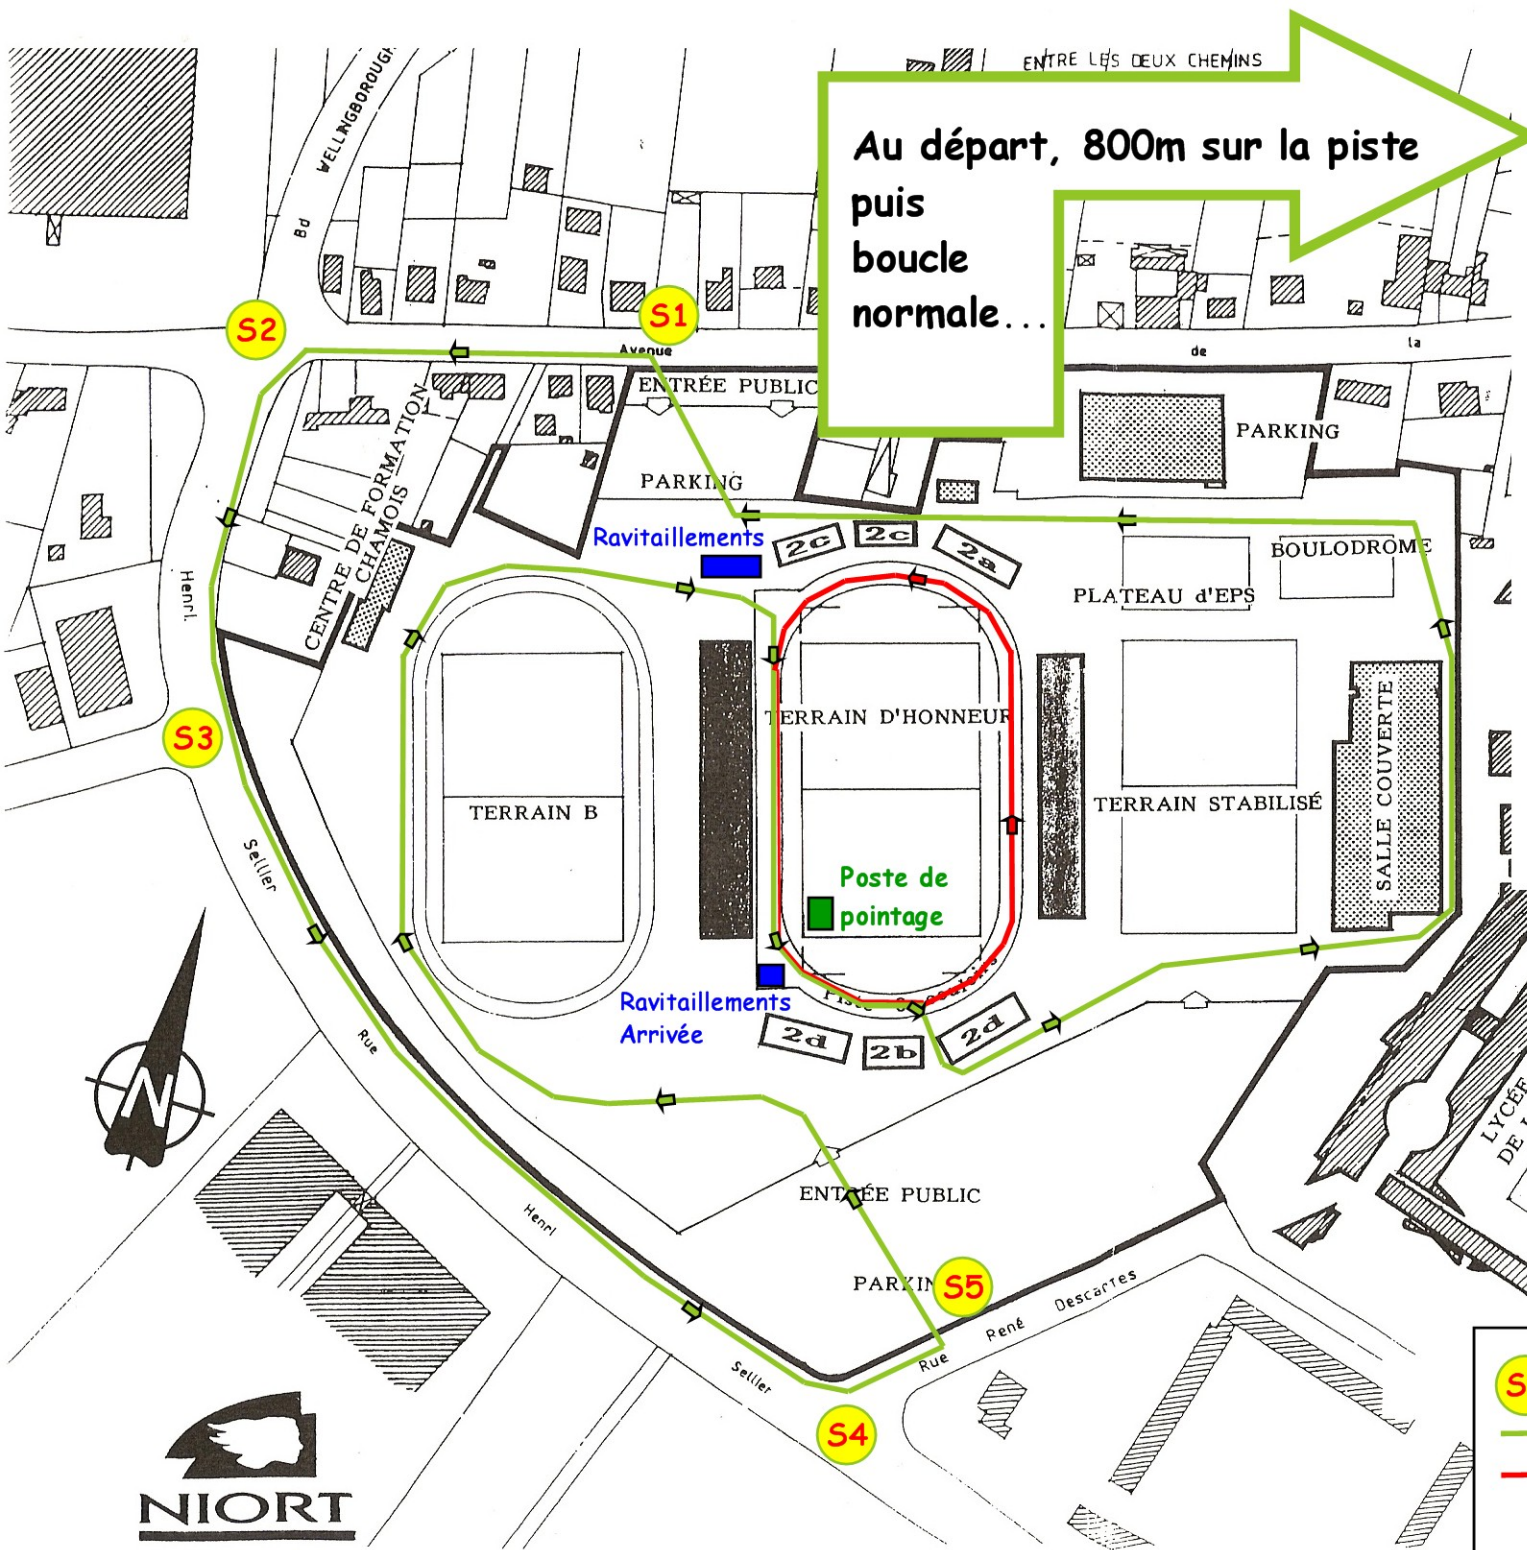 ENTRE LES DEUX CHEMINS
Au départ, 800m sur la piste
puis
boucle
normale...
Bd WELLINGBOROUGH
S2
S1
Avenue
de
la
ENTRÉE PUBLIC
PARKING
PARKING
CENTRE DE FORMATION
CHAMOIS
Ravitaillements
2c
2c
2a
BOULODROME
PLATEAU d'EPS
Henri
S3
TERRAIN D'HONNEUR
TERRAIN B
TERRAIN STABILISÉ
SALLE COUVERTE
Poste de
pointage
Sellier
Ravitaillements
Arrivée
2d
2b
2d
Rue
N
LYCÉE
ENTRÉE PUBLIC
Henri
PARKIN
S5
Sellier
Rue René Descartes
S4
NIORT